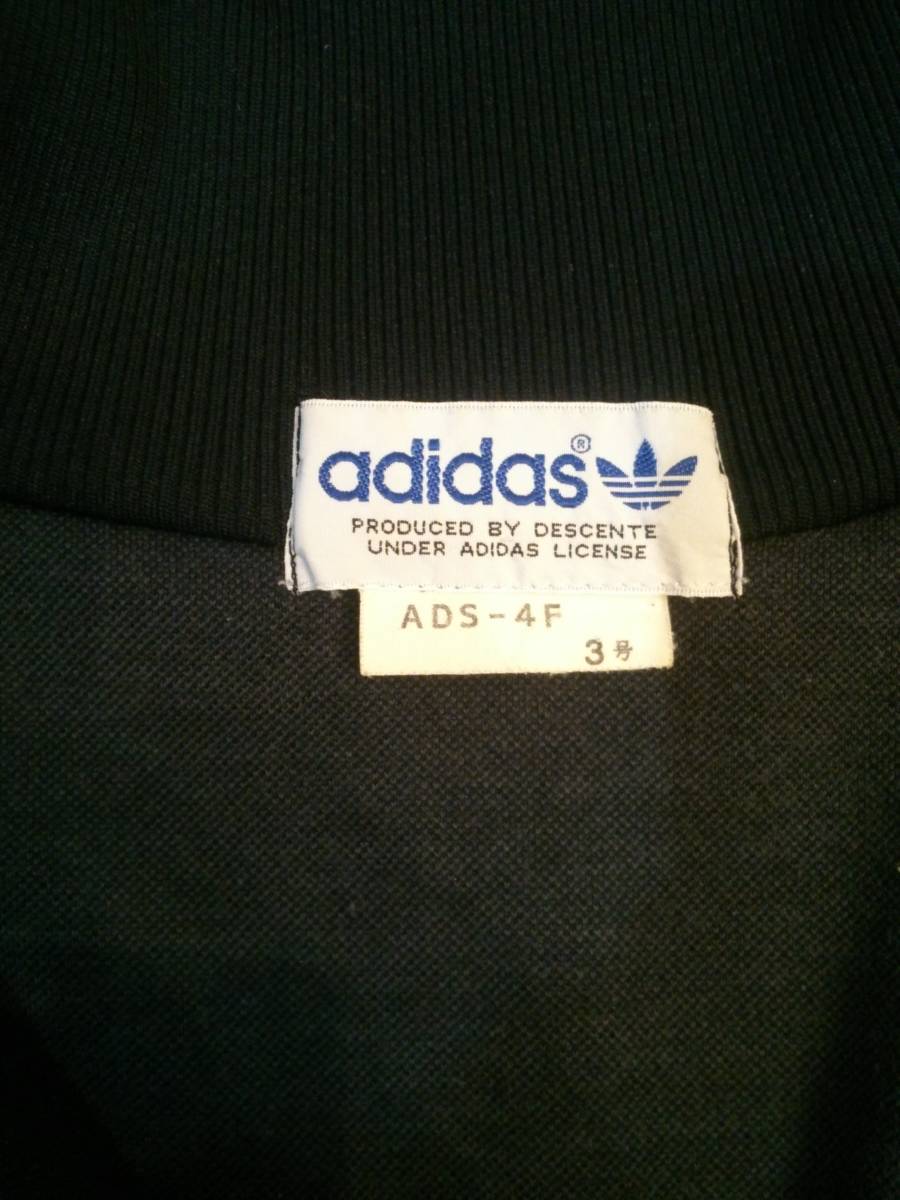 adidas®
PRODUCED BY DESCENTE
UNDER ADIDAS LICENSE
ADS-4F
3号